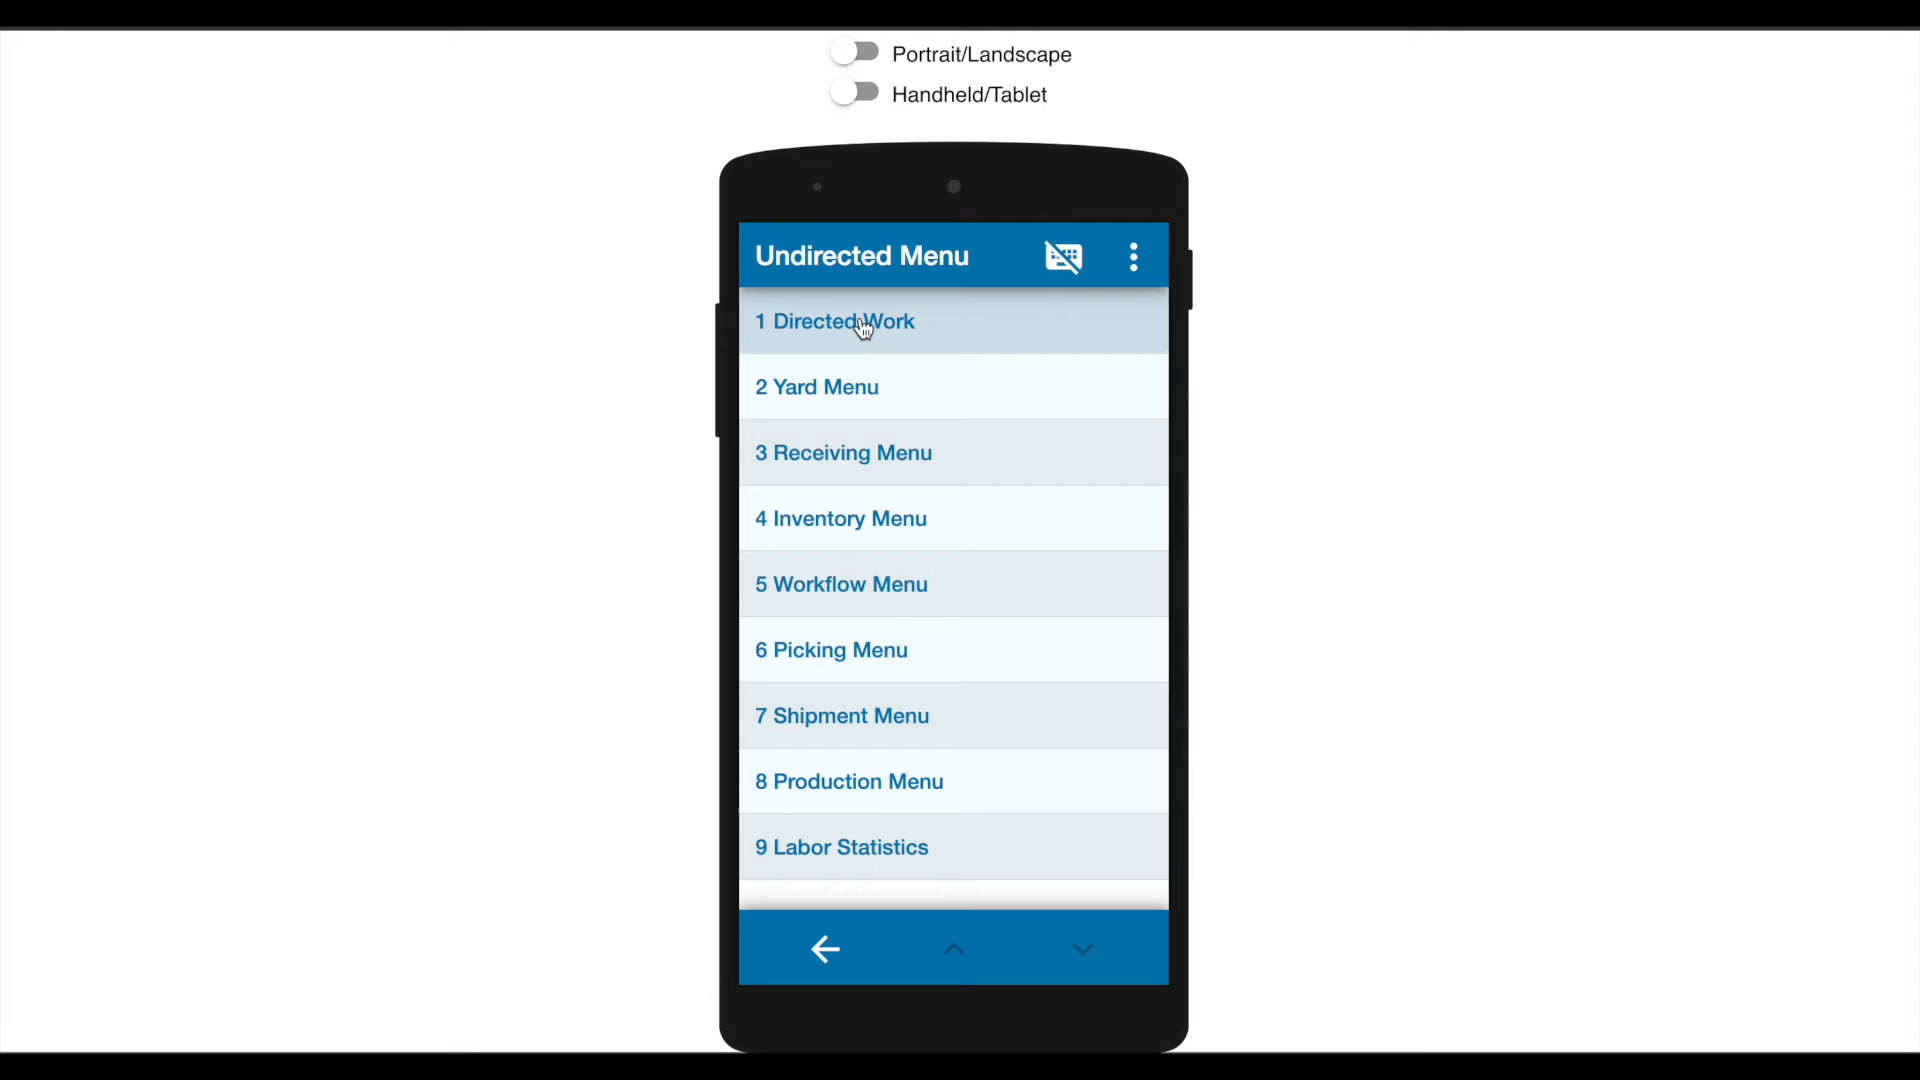 Portrait/Landscape
Handheld/Tablet
Undirected Menu
1 Directed Work
2 Yard Menu
3 Receiving Menu
4 Inventory Menu
5 Workflow Menu
6 Picking Menu
7 Shipment Menu
8 Production Menu
9 Labor Statistics